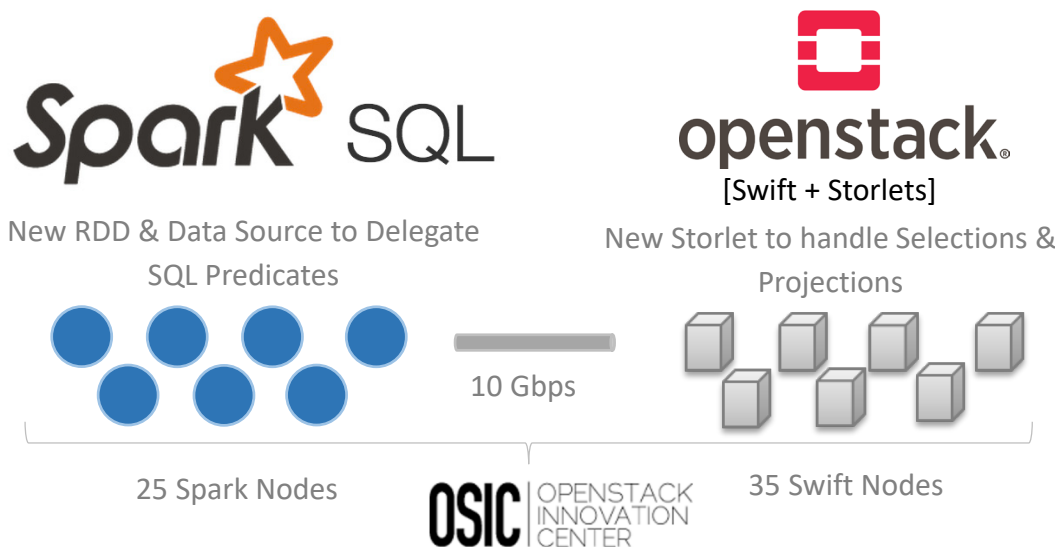 Spark SQL
openstack®
[Swift + Storlets]
New RDD & Data Source to Delegate
SQL Predicates
New Storlet to handle Selections &
Projections
10 Gbps
25 Spark Nodes
35 Swift Nodes
OSIC
OPENSTACK
INNOVATION
CENTER